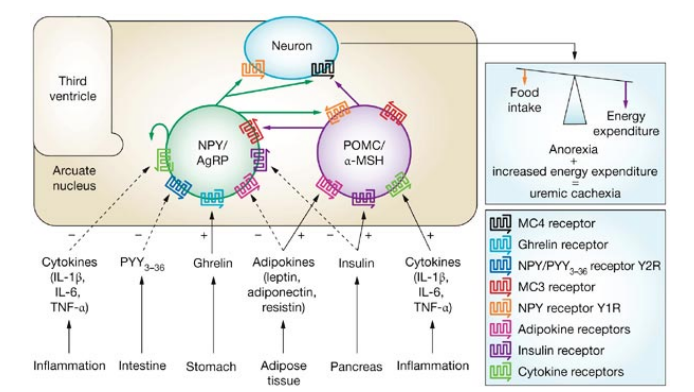 Neuron
Third
ventricle
Arcuate
nucleus
NPY/
AgRP
POMC/
α-MSH
Food
intake
Energy
expenditure
Anorexia
+
increased energy expenditure
=
uremic cachexia
− − + − + − + +
Cytokines
(IL-1β,
IL-6,
TNF-α)
PYY3–36
Ghrelin
Adipokines
(leptin,
adiponectin,
resistin)
Insulin
Cytokines
(IL-1β,
IL-6,
TNF-α)
Inflammation
Intestine
Stomach
Adipose
tissue
Pancreas
Inflammation
MC4 receptor
Ghrelin receptor
NPY/PYY3–36 receptor Y2R
MC3 receptor
NPY receptor Y1R
Adipokine receptors
Insulin receptor
Cytokine receptors